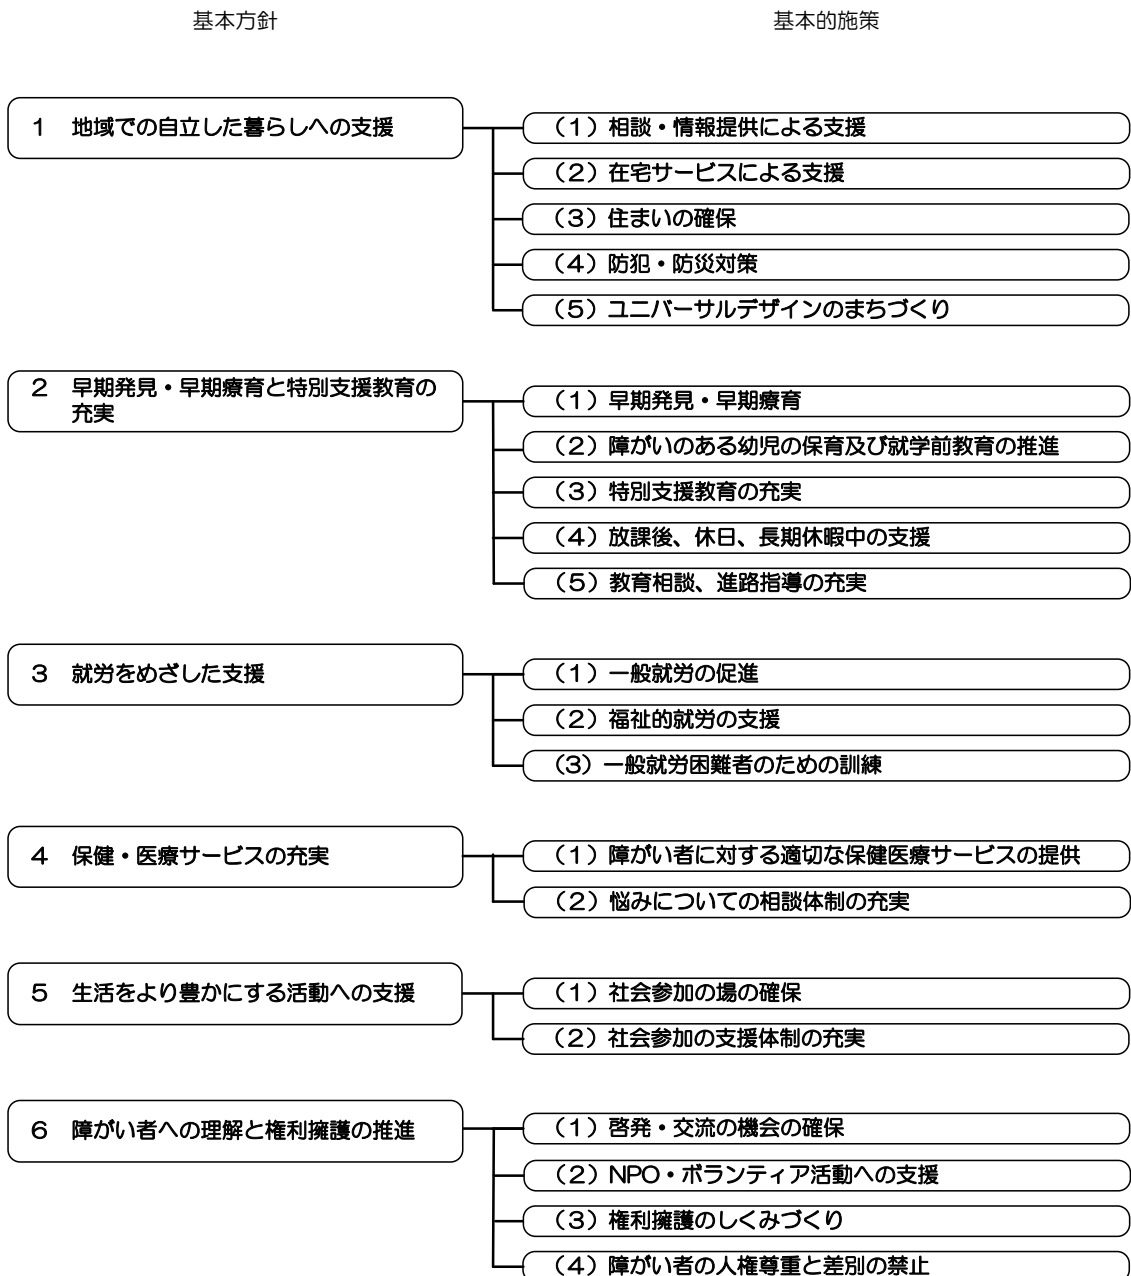 基本方針 基本的施策
1 地域での自立した暮らしへの支援
（1）相談・情報提供による支援
（2）在宅サービスによる支援
（3）住まいの確保
（4）防犯・防災対策
（5）ユニバーサルデザインのまちづくり
2 早期発見・早期療育と特別支援教育の
充実
（1）早期発見・早期療育
（2）障がいのある幼児の保育及び就学前教育の推進
（3）特別支援教育の充実
（4）放課後、休日、長期休暇中の支援
（5）教育相談、進路指導の充実
3 就労をめざした支援
（1）一般就労の促進
（2）福祉的就労の支援
（3）一般就労困難者のための訓練
4 保健・医療サービスの充実
（1）障がい者に対する適切な保健医療サービスの提供
（2）悩みについての相談体制の充実
5 生活をより豊かにする活動への支援
（1）社会参加の場の確保
（2）社会参加の支援体制の充実
6 障がい者への理解と権利擁護の推進
（1）啓発・交流の機会の確保
（2）NPO・ボランティア活動への支援
（3）権利擁護のしくみづくり
（4）障がい者の人権尊重と差別の禁止